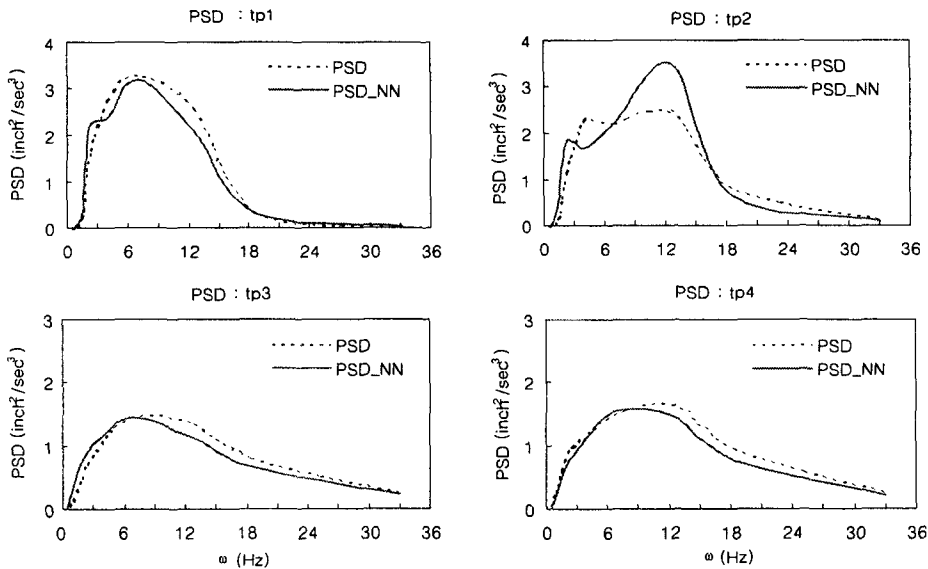 PSD : tp1
PSD (inch²/sec³)
4
3
2
1
0
PSD
PSD_NN
0 6 12 18 24 30 36
PSD : tp2
PSD (inch²/sec³)
4
3
2
1
0
PSD
PSD_NN
0 6 12 18 24 30 36
PSD : tp3
PSD (inch²/sec³)
3
2
1
0
PSD
PSD_NN
0 6 12 18 24 30 36
ω (Hz)
PSD : tp4
PSD (inch²/sec³)
3
2
1
0
PSD
PSD_NN
0 6 12 18 24 30 36
ω (Hz)